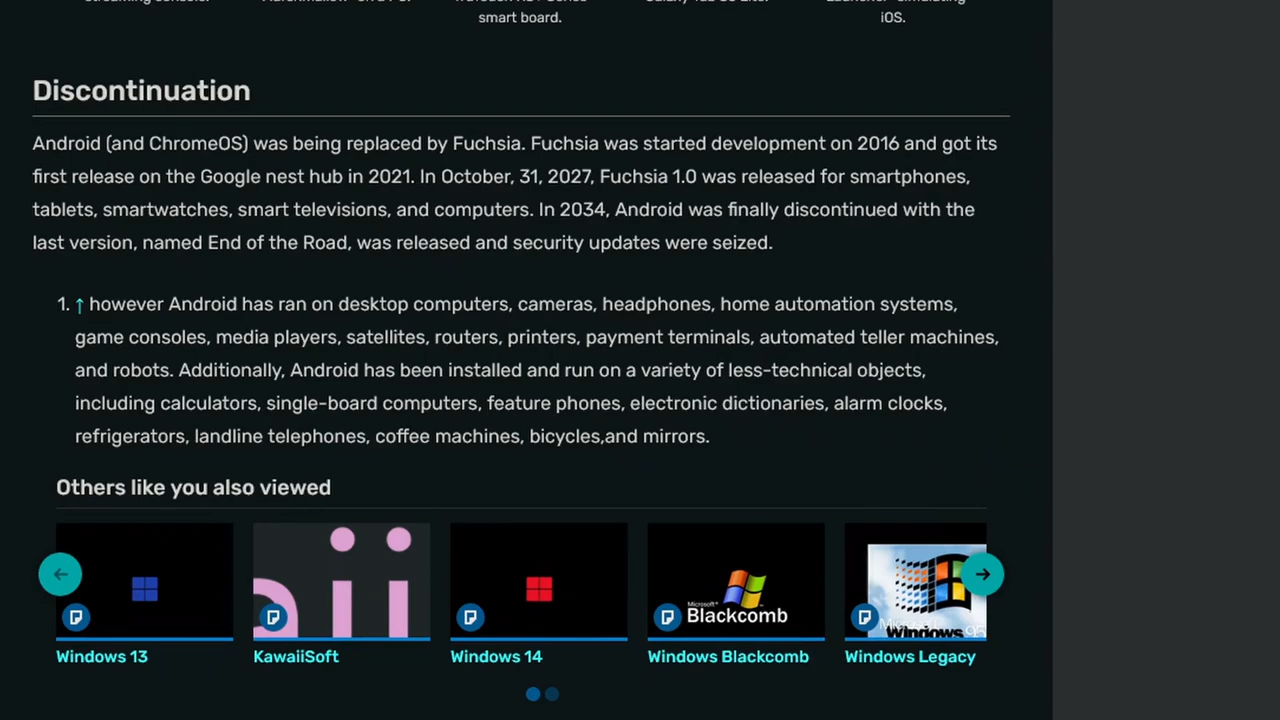 smart board.
iOS.
Discontinuation
Android (and ChromeOS) was being replaced by Fuchsia. Fuchsia was started development on 2016 and got its
first release on the Google nest hub in 2021. In October, 31, 2027, Fuchsia 1.0 was released for smartphones,
tablets, smartwatches, smart televisions, and computers. In 2034, Android was finally discontinued with the
last version, named End of the Road, was released and security updates were seized.
1. ↑ however Android has ran on desktop computers, cameras, headphones, home automation systems,
game consoles, media players, satellites, routers, printers, payment terminals, automated teller machines,
and robots. Additionally, Android has been installed and run on a variety of less-technical objects,
including calculators, single-board computers, feature phones, electronic dictionaries, alarm clocks,
refrigerators, landline telephones, coffee machines, bicycles,and mirrors.
Others like you also viewed
Microsoft
Blackcomb
Microsoft
Windows 95
Windows 13
KawaiiSoft
Windows 14
Windows Blackcomb
Windows Legacy